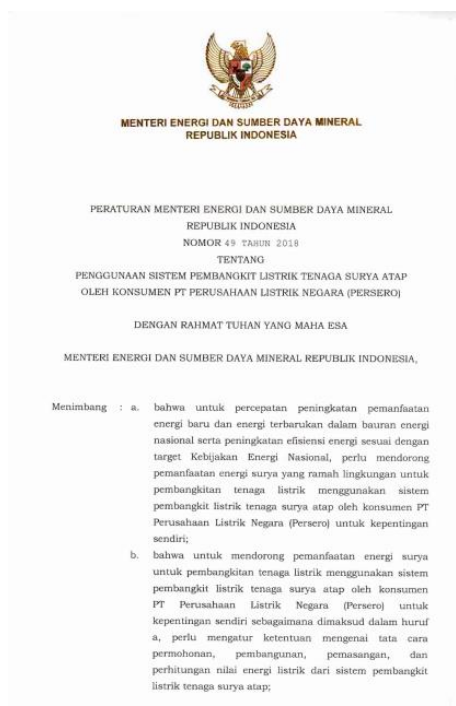 MENTERI ENERGI DAN SUMBER DAYA MINERAL
REPUBLIK INDONESIA
PERATURAN MENTERI ENERGI DAN SUMBER DAYA MINERAL
REPUBLIK INDONESIA
NOMOR 49 TAHUN 2018
TENTANG
PENGGUNAAN SISTEM PEMBANGKIT LISTRIK TENAGA SURYA ATAP
OLEH KONSUMEN PT PERUSAHAAN LISTRIK NEGARA (PERSERO)
DENGAN RAHMAT TUHAN YANG MAHA ESA
MENTERI ENERGI DAN SUMBER DAYA MINERAL REPUBLIK INDONESIA,
Menimbang : a. bahwa untuk percepatan peningkatan pemanfaatan
energi baru dan energi terbarukan dalam bauran energi
nasional serta peningkatan efisiensi energi sesuai dengan
target Kebijakan Energi Nasional, perlu mendorong
pemanfaatan energi surya yang ramah lingkungan untuk
pembangkitan tenaga listrik menggunakan sistem
pembangkit listrik tenaga surya atap oleh konsumen PT
Perusahaan Listrik Negara (Persero) untuk kepentingan
sendiri;
b. bahwa untuk mendorong pemanfaatan energi surya
untuk pembangkitan tenaga listrik menggunakan sistem
pembangkit listrik tenaga surya atap oleh konsumen
PT Perusahaan Listrik Negara (Persero) untuk
kepentingan sendiri sebagaimana dimaksud dalam huruf
a, perlu mengatur ketentuan mengenai tata cara
permohonan, pembangunan, pemasangan, dan
perhitungan nilai energi listrik dari sistem pembangkit
listrik tenaga surya atap;